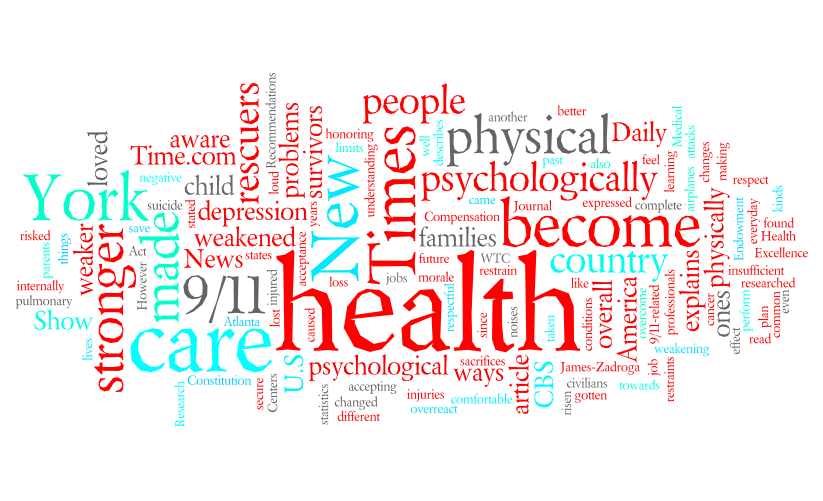 health
care
New
York
Times
become
physical
9/11
stronger
made
country
people
psychologically
rescuers
problems
survivors
families
physically
psychological
America
overall
explains
ones
ways
article
CBS
U.S
Show
News
weakened
depression
child
Time.com
aware
loved
weaker
Daily
honoring
limits
understanding
well
describes
another
better
past
also
feel
learning
Medical
attacks
airplanes
changes
making
respect
kinds
everyday
Endowment
found
Health
Excellence
insufficient
researched
common
even
plan
read
perform
effect
cancer
professionals
9/11-related
overcome
conditions
job
weakening
restraints
towards
James-Zadroga
civilians
gotten
risen
taken
noises
like
since
respectful
restrain
WTC
morale
future
jobs
came
Compensation
Journal
expressed
complete
sacrifices
injuries
comfortable
overreact
accepting
changed
different
statistics
loss
caused
injured
lost
states
acceptance
years
Recommendations
loud
stated
suicide
negative
save
Act
However
things
parents
risked
internally
pulmonary
lives
Atlanta
Constitution
Research
secure
Centers